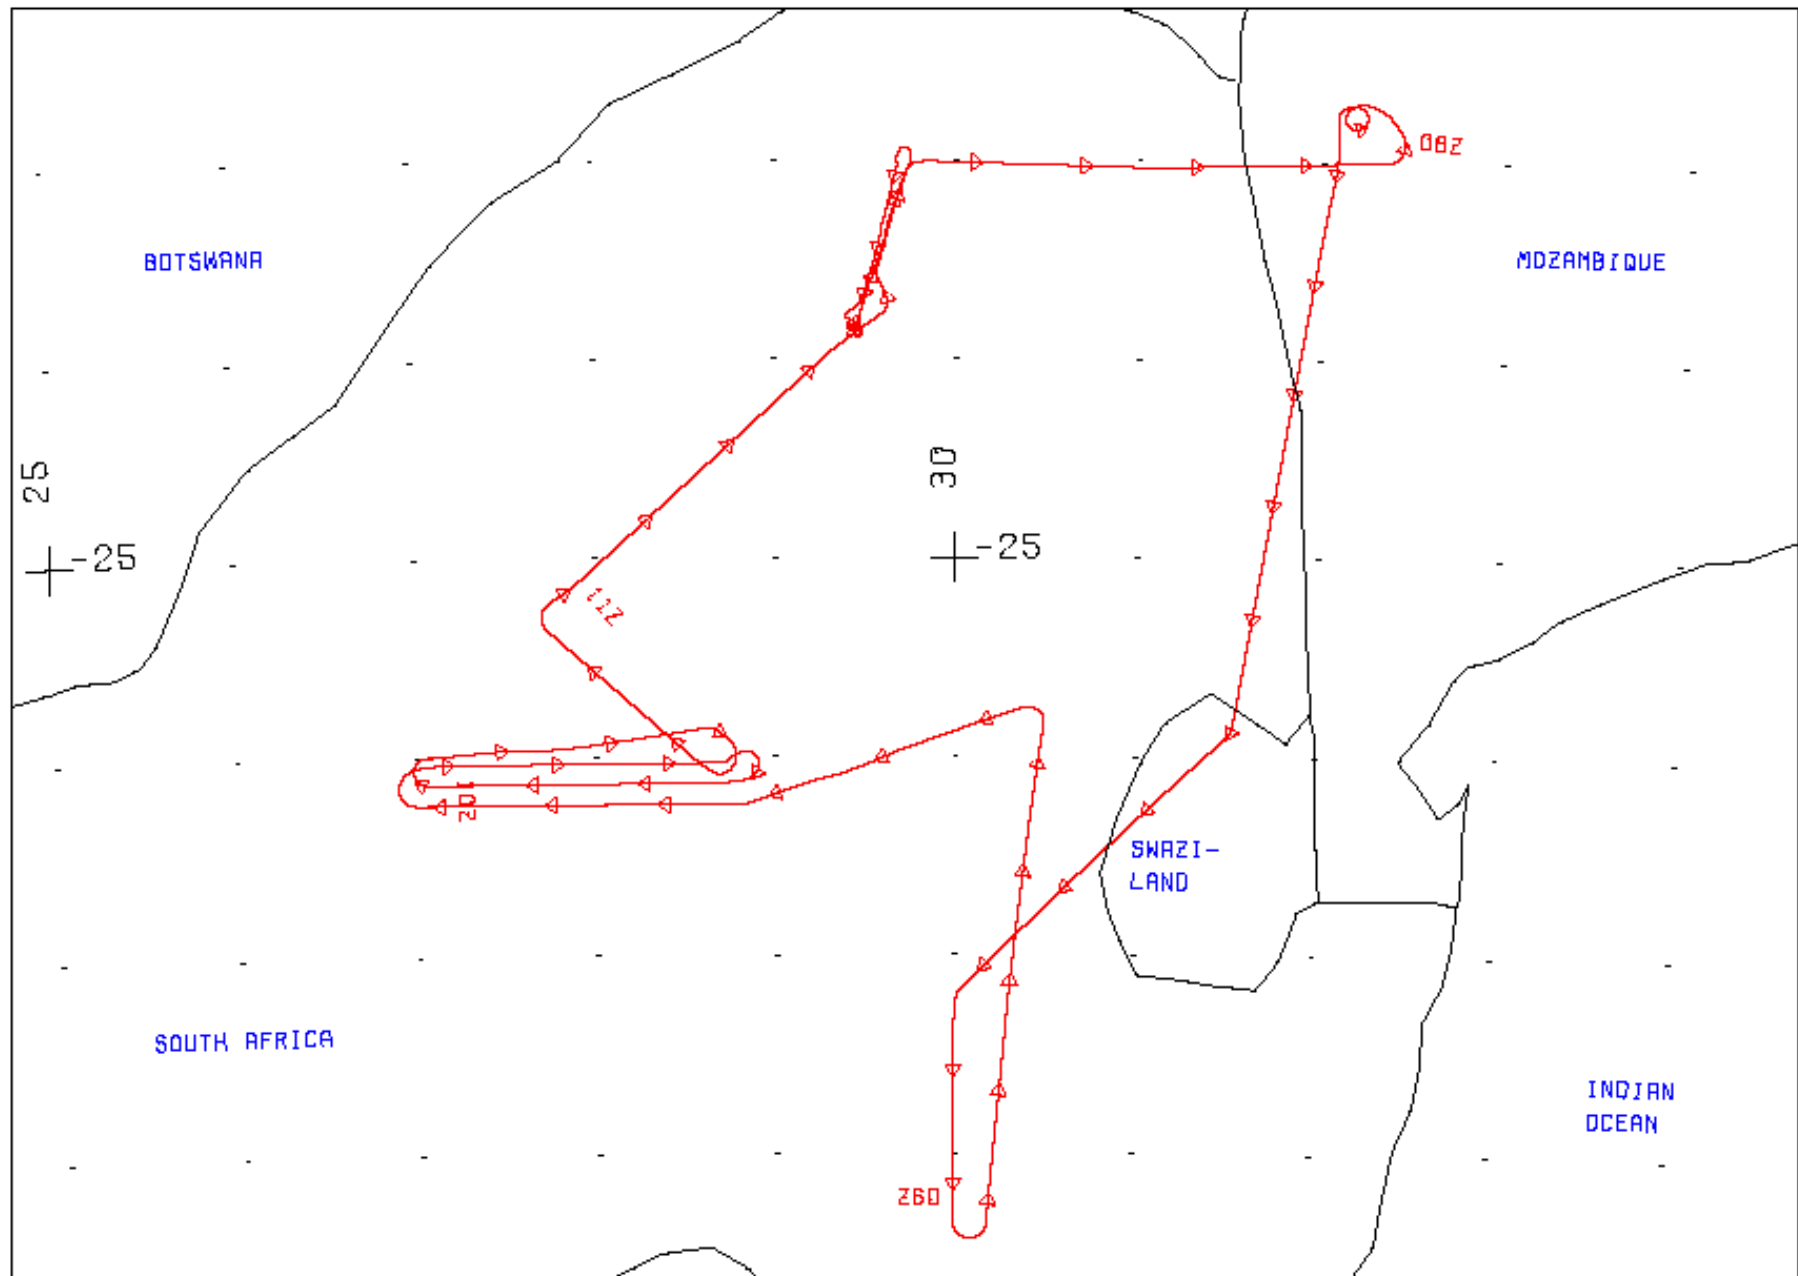 08Z
BOTSWANA
MOZAMBIQUE
25
30
-25
-25
11Z
10Z
SWAZI-
LAND
SOUTH AFRICA
INDIAN
OCEAN
09Z